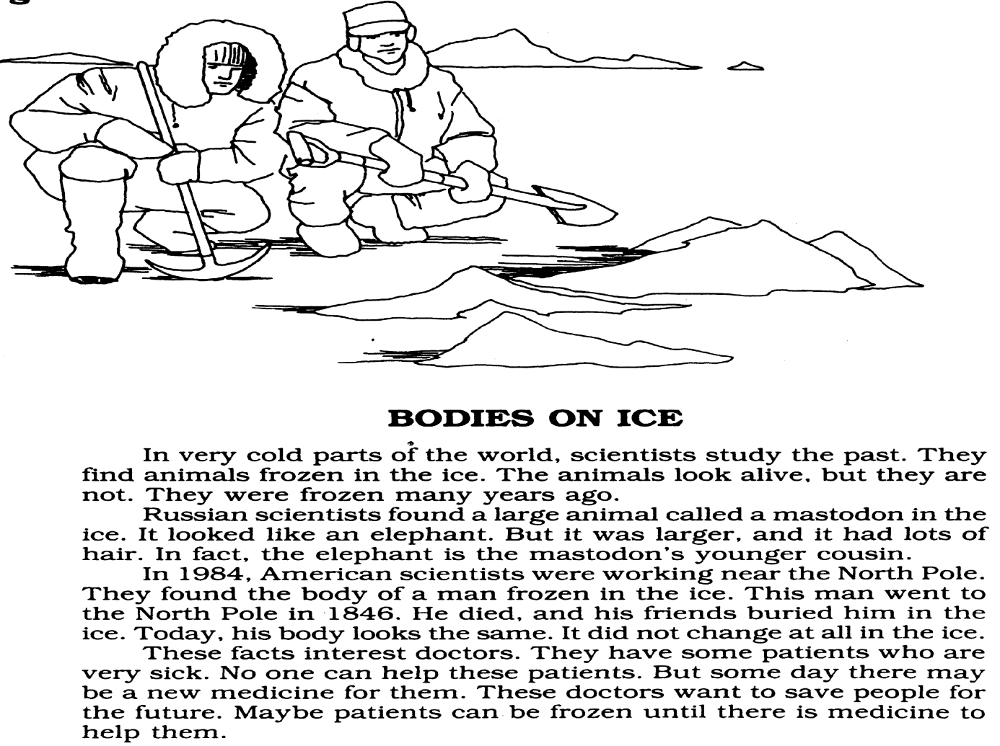 BODIES ON ICE
In very cold parts of the world, scientists study the past. They
find animals frozen in the ice. The animals look alive, but they are
not. They were frozen many years ago.
Russian scientists found a large animal called a mastodon in the
ice. It looked like an elephant. But it was larger, and it had lots of
hair. In fact, the elephant is the mastodon's younger cousin.
In 1984, American scientists were working near the North Pole.
They found the body of a man frozen in the ice. This man went to
the North Pole in 1846. He died, and his friends buried him in the
ice. Today, his body looks the same. It did not change at all in the ice.
These facts interest doctors. They have some patients who are
very sick. No one can help these patients. But some day there may
be a new medicine for them. These doctors want to save people for
the future. Maybe patients can be frozen until there is medicine to
help them.